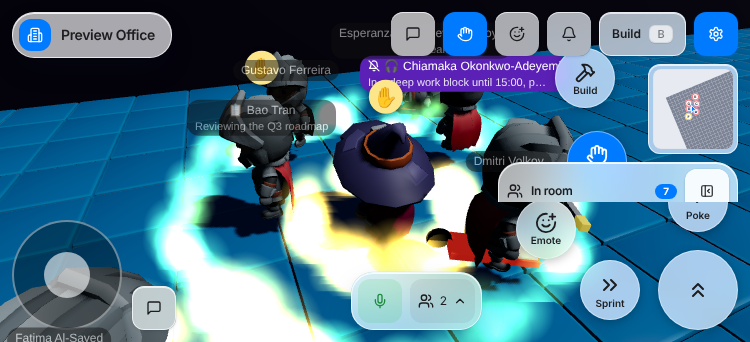 Preview Office
Esperanza
Build B
Gustavo Ferreira
Chiamaka Okonkwo-Adeyem
In deep work block until 15:00, p…
Build
Bao Tran
Reviewing the Q3 roadmap
Dmitri Volkov
In room 7
Poke
Emote
2
Sprint
Fatima Al-Sayed